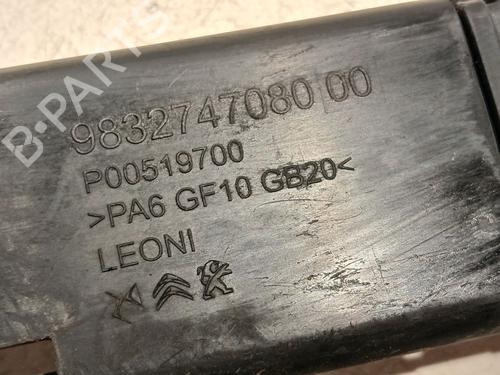 B-PARTS
9832747080 00
P00519700
>PA6 GF10 GB20<
LEONI